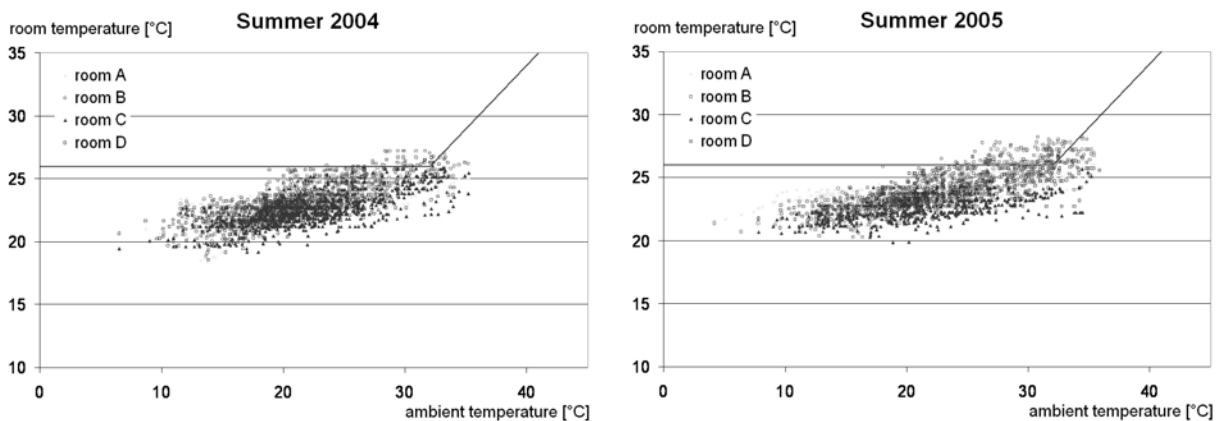 Summer 2004
room temperature [°C]
35
30
25
20
15
10
room A
room B
room C
room D
0 10 20 30 40
ambient temperature [°C]
Summer 2005
room temperature [°C]
35
30
25
20
15
10
room A
room B
room C
room D
0 10 20 30 40
ambient temperature [°C]